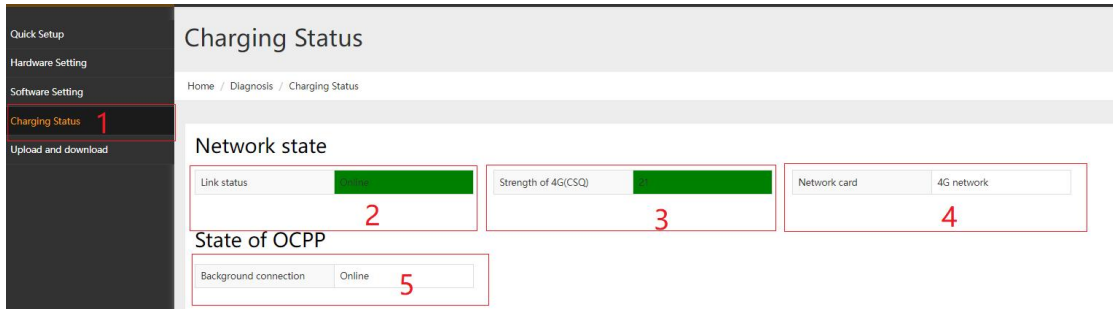 Quick Setup
Charging Status
Hardware Setting
Software Setting
Home / Diagnosis / Charging Status
Charging Status 1
Upload and download
Network state
Link status Online Strength of 4G(CSQ) Network card 4G network
2 3 4
State of OCPP
Background connection Online 5